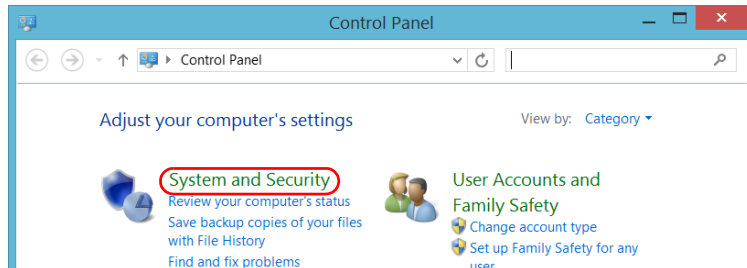 Control Panel
Control Panel
Adjust your computer's settings
View by: Category
System and Security
Review your computer's status
Save backup copies of your files
with File History
Find and fix problems
User Accounts and
Family Safety
Change account type
Set up Family Safety for any
user